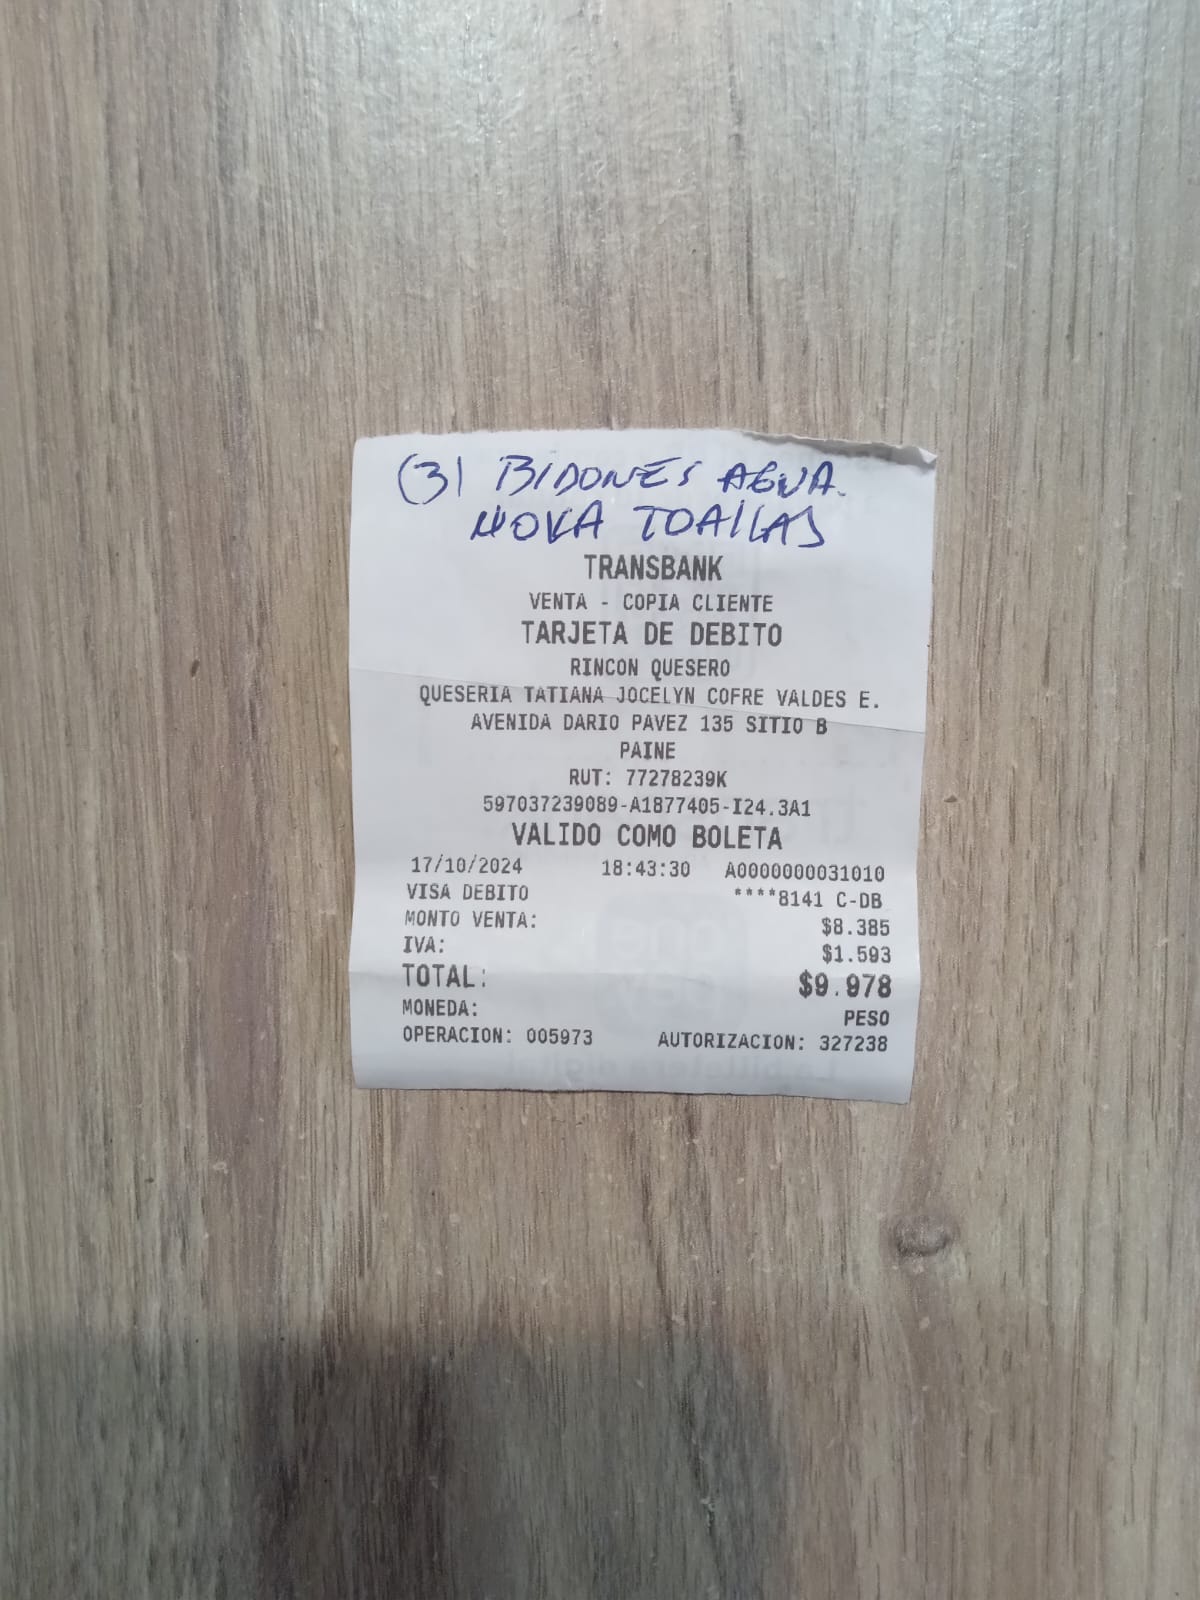 (3) BIDONES AGUA.
NOVA TOALLAS
TRANSBANK
VENTA - COPIA CLIENTE
TARJETA DE DEBITO
RINCON QUESERO
QUESERIA TATIANA JOCELYN COFRE VALDES E.
AVENIDA DARIO PAVEZ 135 SITIO B
PAINE
RUT: 77278239K
597037239089-A1877405-I24.3A1
VALIDO COMO BOLETA
17/10/2024 18:43:30 A0000000031010
VISA DEBITO ****8141 C-DB
MONTO VENTA: $8.385
IVA: $1.593
TOTAL: $9.978
MONEDA: PESO
OPERACION: 005973 AUTORIZACION: 327238